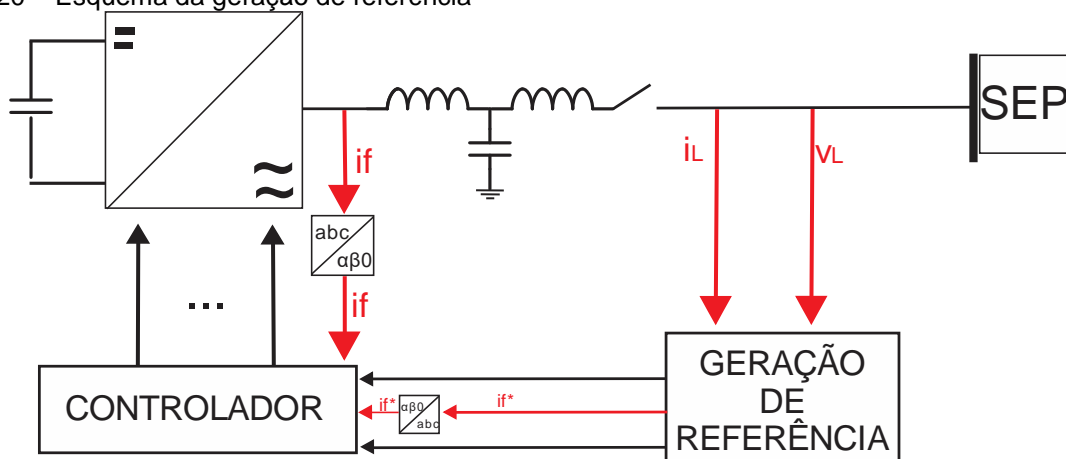 Esquema da geração de referência
SEP
if
iL
vL
abc
αβ0
if
...
GERAÇÃO
DE
REFERÊNCIA
CONTROLADOR
if*
αβ0
abc
if*